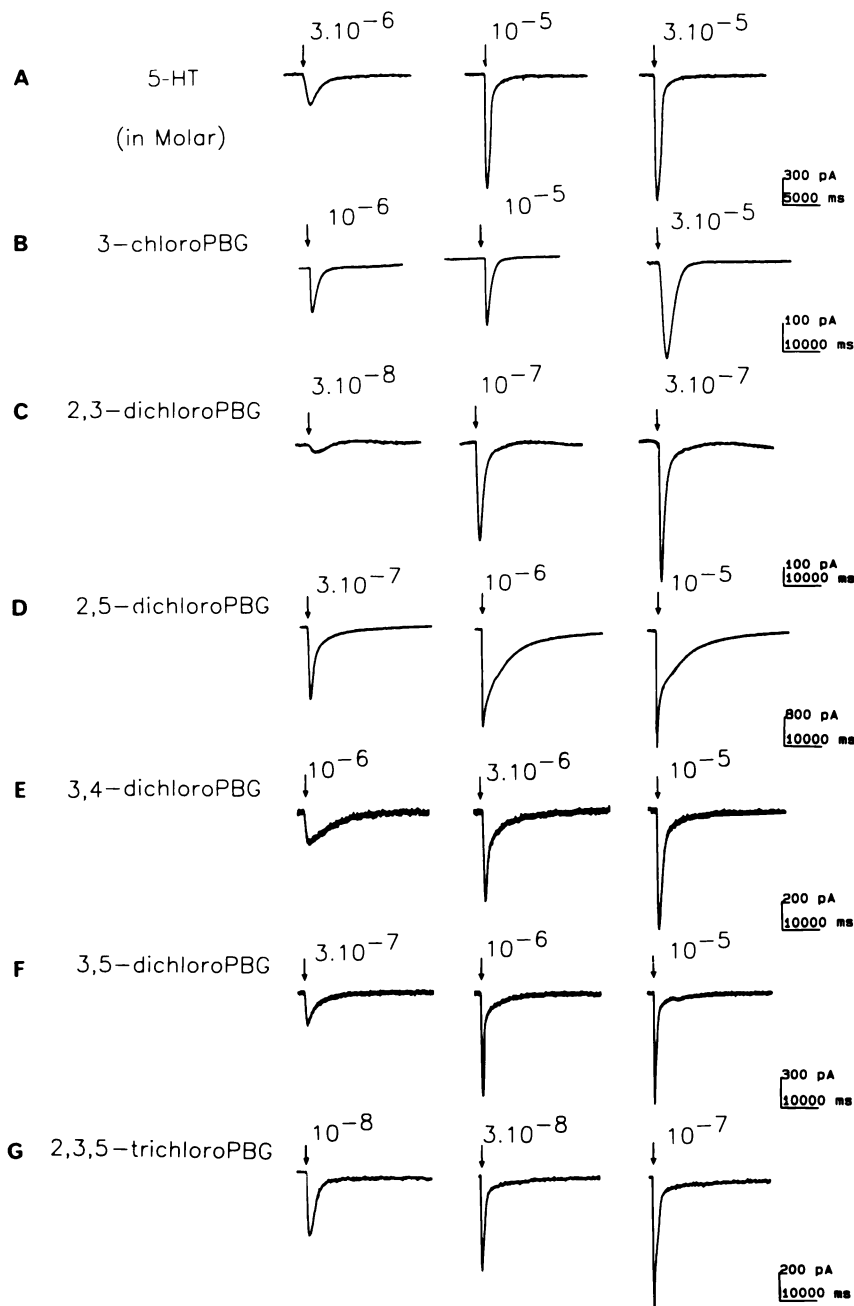 3.10⁻⁶ 10⁻⁵ 3.10⁻⁵
A 5-HT
(in Molar)
300 pA
5000 ms
10⁻⁶ 10⁻⁵ 3.10⁻⁵
B 3-chloroPBG
100 pA
10000 ms
3.10⁻⁸ 10⁻⁷ 3.10⁻⁷
C 2,3-dichloroPBG
100 pA
10000 ms
3.10⁻⁷ 10⁻⁶ 10⁻⁵
D 2,5-dichloroPBG
800 pA
10000 ms
10⁻⁶ 3.10⁻⁶ 10⁻⁵
E 3,4-dichloroPBG
200 pA
10000 ms
3.10⁻⁷ 10⁻⁶ 10⁻⁵
F 3,5-dichloroPBG
300 pA
10000 ms
10⁻⁸ 3.10⁻⁸ 10⁻⁷
G 2,3,5-trichloroPBG
200 pA
10000 ms